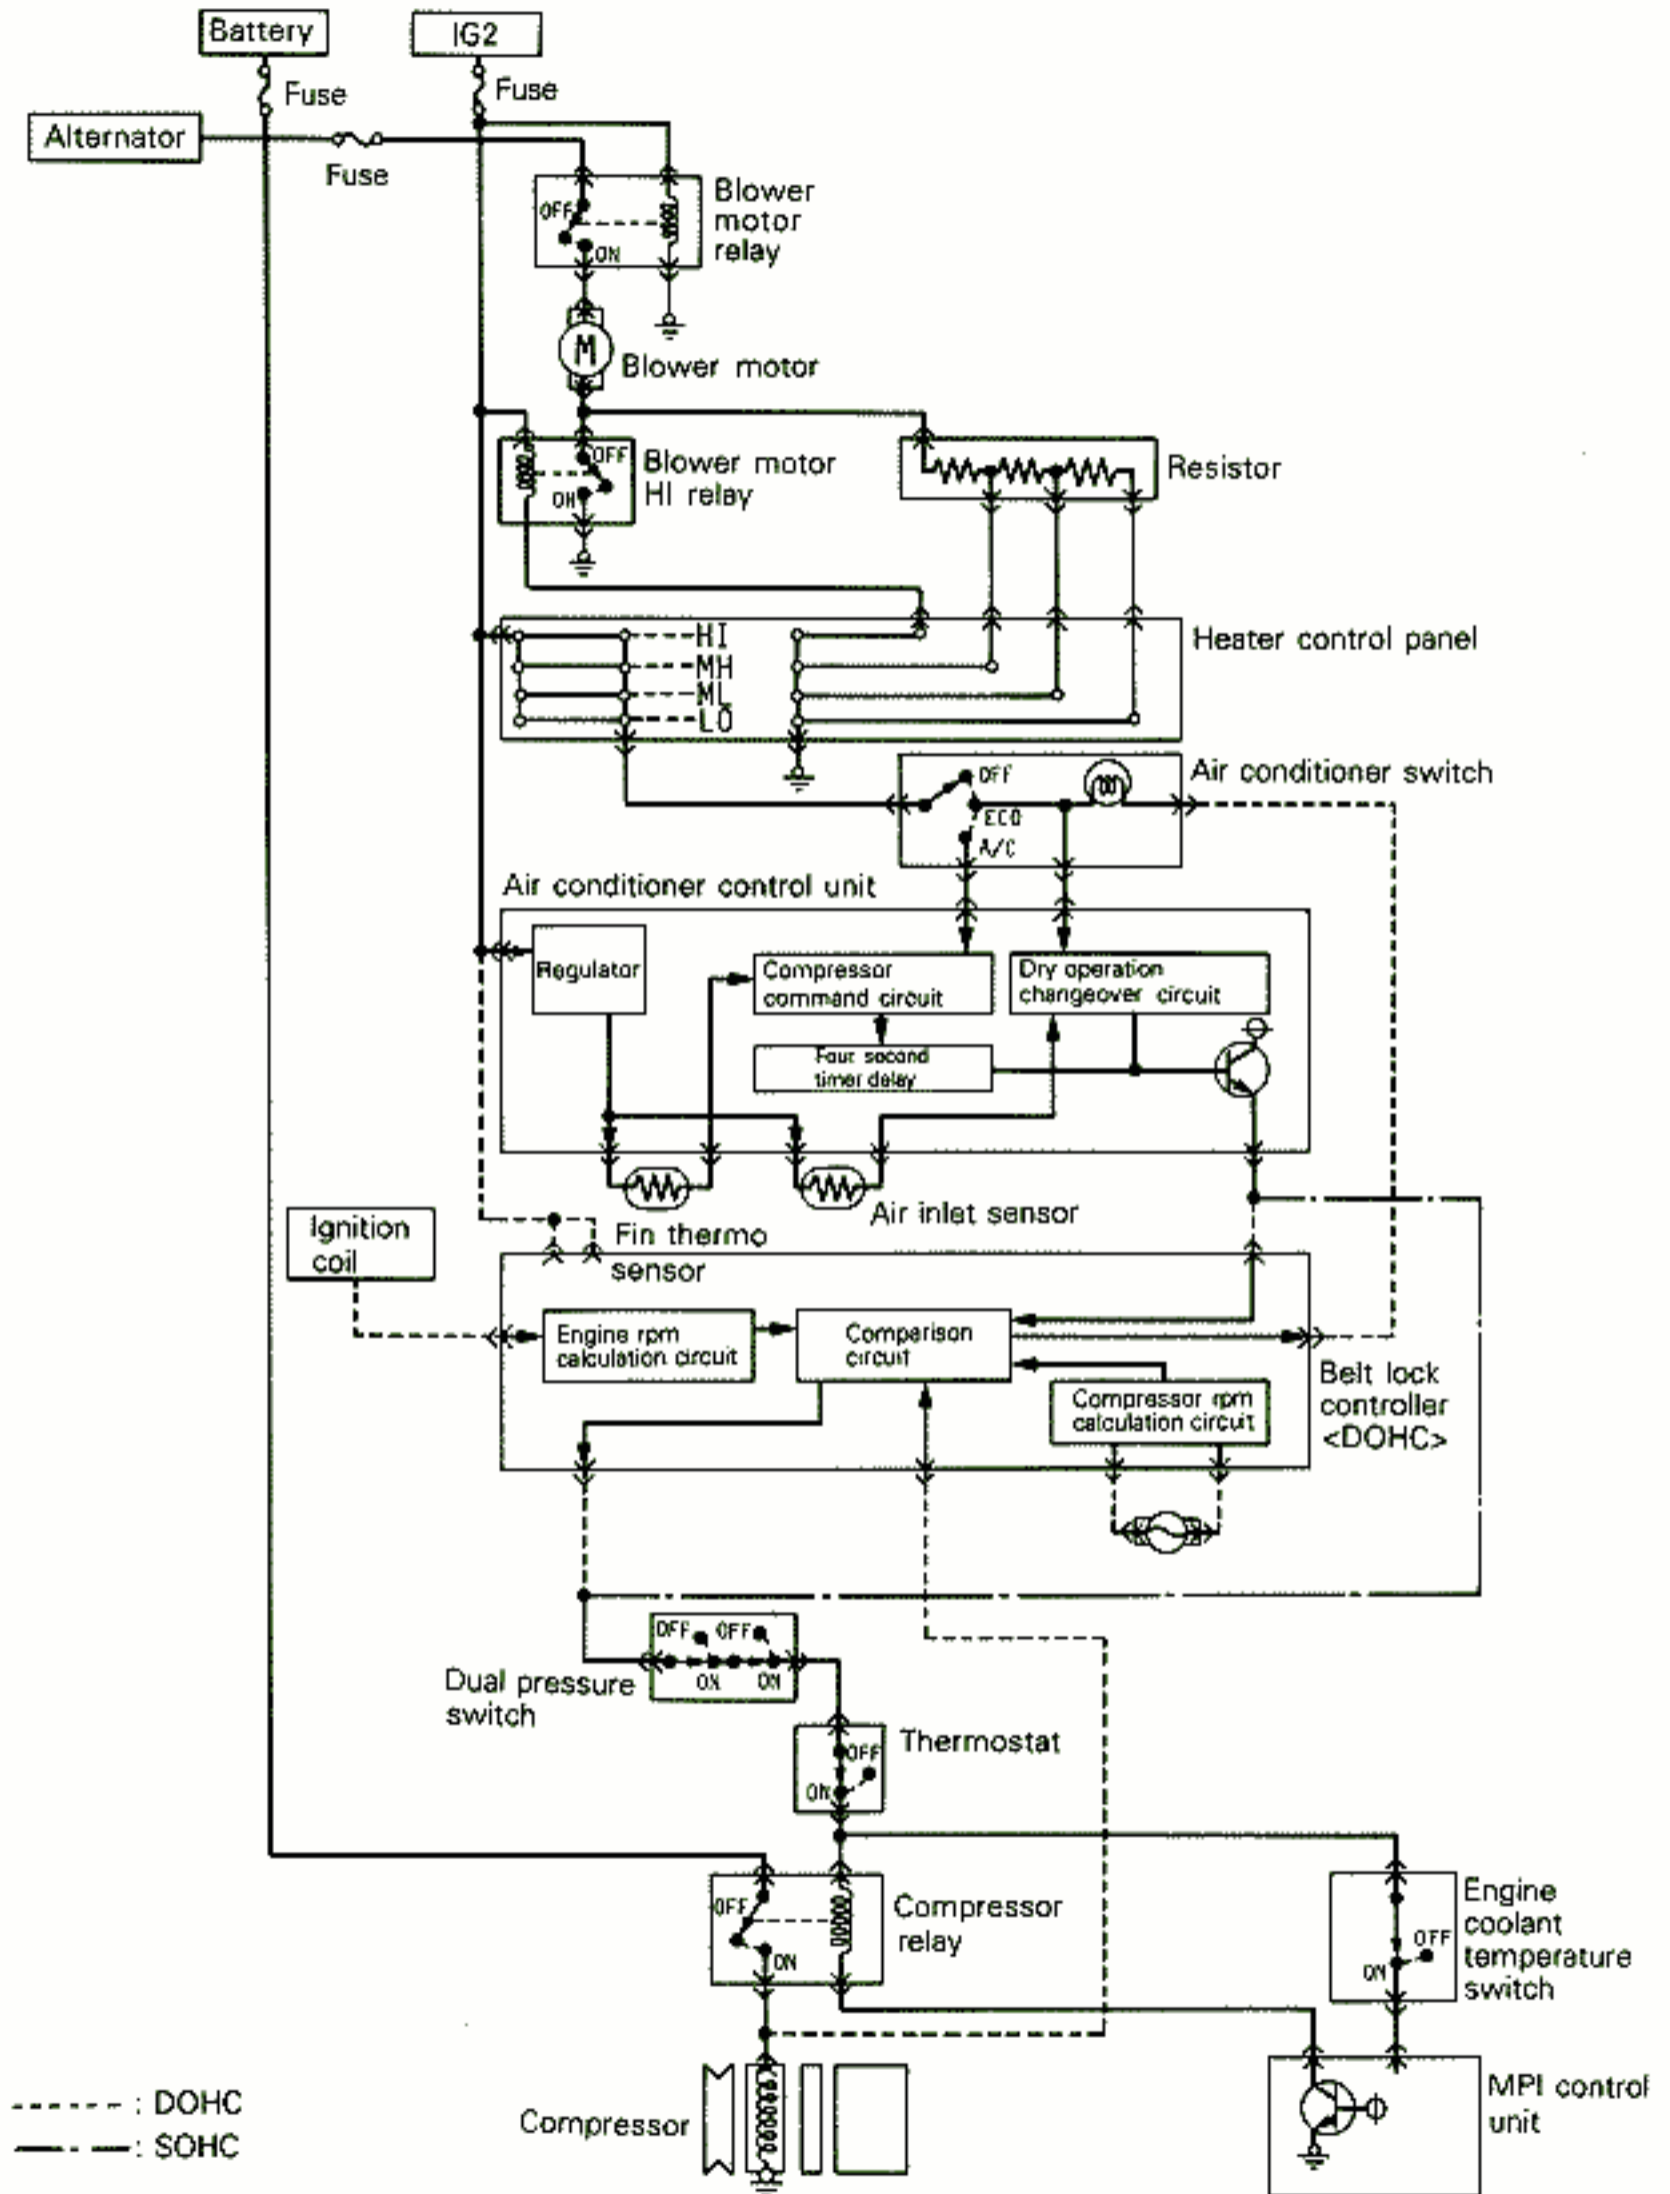 Battery
IG2
Fuse
Fuse
Alternator
Fuse
Blower
motor
relay
OFF
ON
M
Blower motor
OFF
ON
Blower motor
HI relay
Resistor
HI
MH
ML
LO
Heater control panel
OFF
ECO
A/C
Air conditioner switch
Air conditioner control unit
Regulator
Compressor
command circuit
Dry operation
changeover circuit
Four second
timer delay
Air inlet sensor
Fin thermo
sensor
Ignition
coil
Engine rpm
calculation circuit
Comparison
circuit
Compressor rpm
calculation circuit
Belt lock
controller
<DOHC>
OFF
OFF
ON
ON
Dual pressure
switch
Thermostat
OFF
ON
OFF
ON
Compressor
relay
Engine
coolant
temperature
switch
OFF
ON
Compressor
MPI control
unit
: DOHC
: SOHC